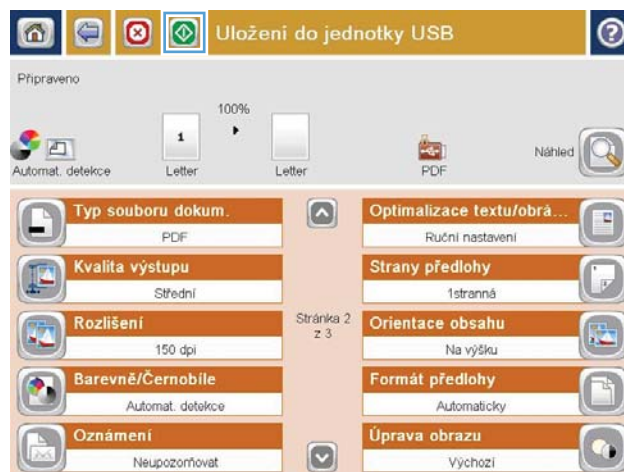 Uložení do jednotky USB
?
Připraveno
100%
1
Automat. detekce
Letter
Letter
PDF
Náhled
Typ souboru dokum.
PDF
Optimalizace textu/obrá...
Ruční nastavení
Kvalita výstupu
Střední
Strany předlohy
1stranná
Rozlišení
150 dpi
Stránka 2
z 3
Orientace obsahu
Na výšku
Barevně/Černobíle
Automat. detekce
Formát předlohy
Automaticky
Oznámení
Neupozorňovat
Úprava obrazu
Výchozí